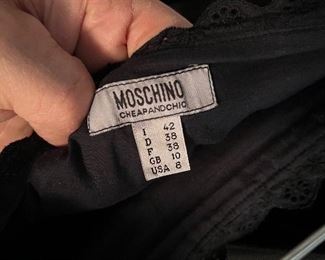 MOSCHINO
CHEAPANDCHIC
I 42
D 38
F 38
GB 10
USA 8